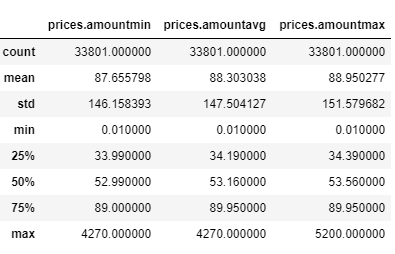 prices.amountmin prices.amountavg prices.amountmax
count 33801.000000 33801.000000 33801.000000
mean 87.655798 88.303038 88.950277
std 146.158393 147.504127 151.579682
min 0.010000 0.010000 0.010000
25% 33.990000 34.190000 34.390000
50% 52.990000 53.160000 53.560000
75% 89.000000 89.950000 89.950000
max 4270.000000 4270.000000 5200.000000